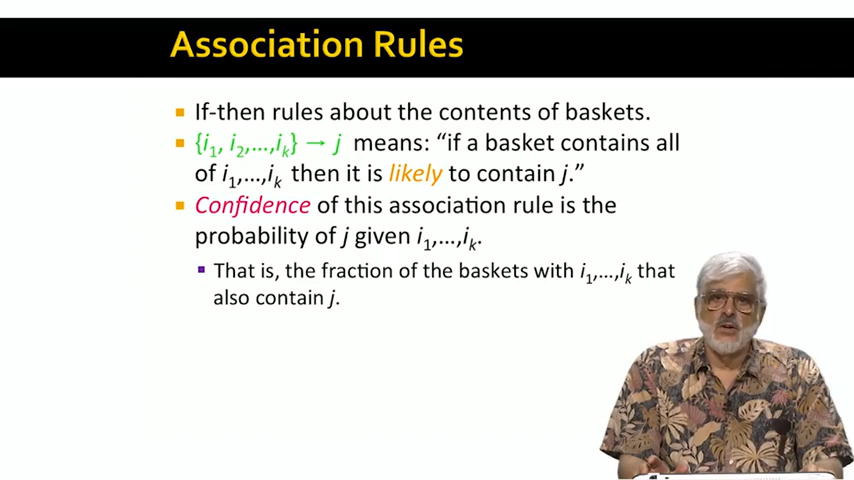 Association Rules
▪ If-then rules about the contents of baskets.
▪ {i₁, i₂,…,iₖ} → j means: “if a basket contains all
of i₁,…,iₖ then it is likely to contain j.”
▪ Confidence of this association rule is the
probability of j given i₁,…,iₖ.
▪ That is, the fraction of the baskets with i₁,…,iₖ that
also contain j.